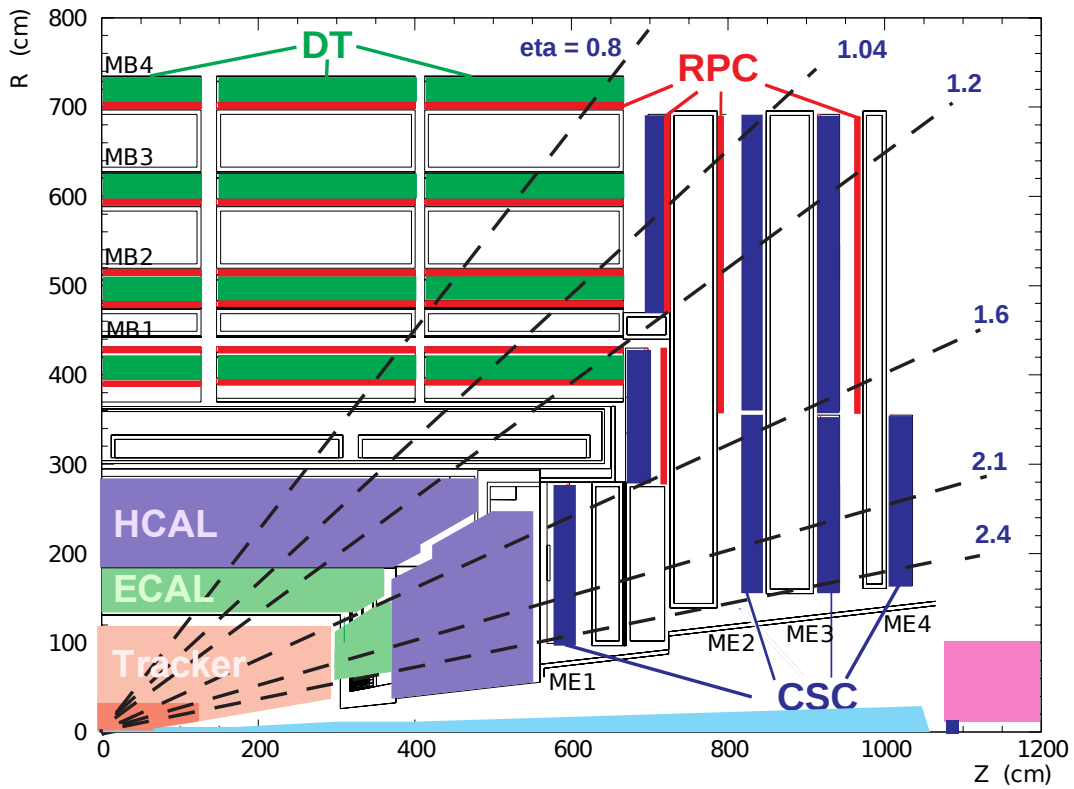 R (cm)
800
700
600
500
400
300
200
100
0
MB4
MB3
MB2
MB1
DT
eta = 0.8
RPC
1.04
1.2
1.6
2.1
2.4
HCAL
ECAL
Tracker
ME1
ME2
ME3
ME4
CSC
0
200
400
600
800
1000
1200
Z (cm)